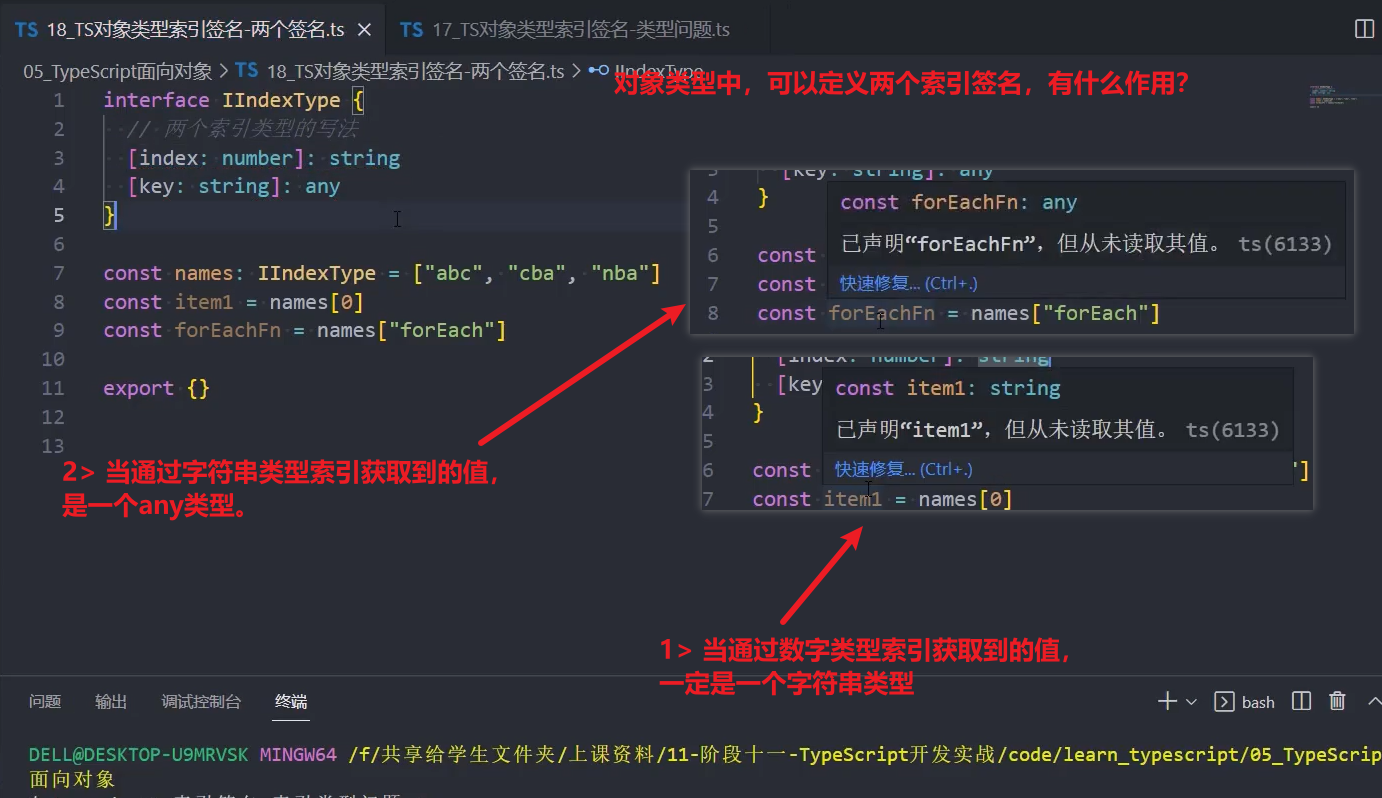 TS 18_TS对象类型索引签名-两个签名.ts × TS 17_TS对象类型索引签名-类型问题.ts
05_TypeScript面向对象 > TS 18_TS对象类型索引签名-两个签名.ts > IIndexType
对象类型中，可以定义两个索引签名，有什么作用？
1 interface IIndexType {
2 // 两个索引类型的写法
3 [index: number]: string
4 [key: string]: any
5 }
6
7 const names: IIndexType = ["abc", "cba", "nba"]
8 const item1 = names[0]
9 const forEachFn = names["forEach"]
10
11 export {}
12
13
3 [key: string]: any
4 }
const forEachFn: any
5
已声明“forEachFn”，但从未读取其值。 ts(6133)
6 const
7 const
快速修复... (Ctrl+.)
8 const forEachFn = names["forEach"]
2 [index: number]: string
3 [key
const item1: string
4 }
已声明“item1”，但从未读取其值。 ts(6133)
5
6 const
快速修复... (Ctrl+.)
"]
7 const item1 = names[0]
2> 当通过字符串类型索引获取到的值，
是一个any类型。
1> 当通过数字类型索引获取到的值，
一定是一个字符串类型
问题 输出 调试控制台 终端
bash
DELL@DESKTOP-U9MRVSK MINGW64 /f/共享给学生文件夹/上课资料/11-阶段十一-TypeScript开发实战/code/learn_typescript/05_TypeScrip
面向对象